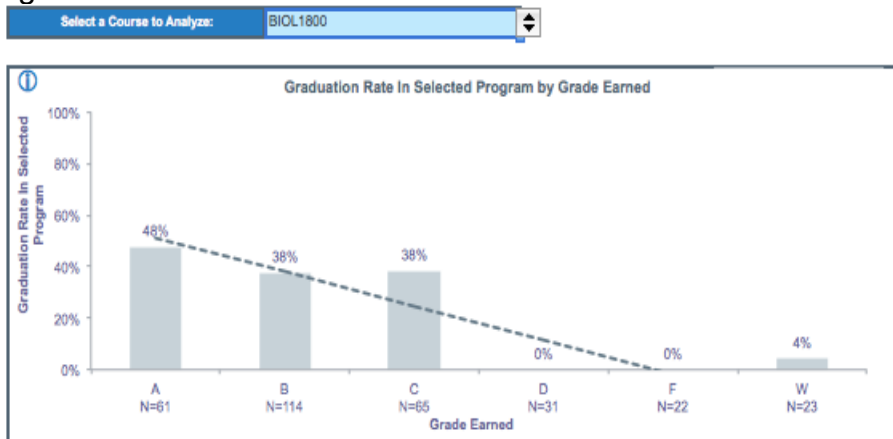 Select a Course to Analyze: BIOL1800
Graduation Rate In Selected Program by Grade Earned
Graduation Rate In Selected
Program
100%
80%
60%
40%
20%
0%
48%
38%
38%
0%
0%
4%
A B C D F W
N=61 N=114 N=65 N=31 N=22 N=23
Grade Earned